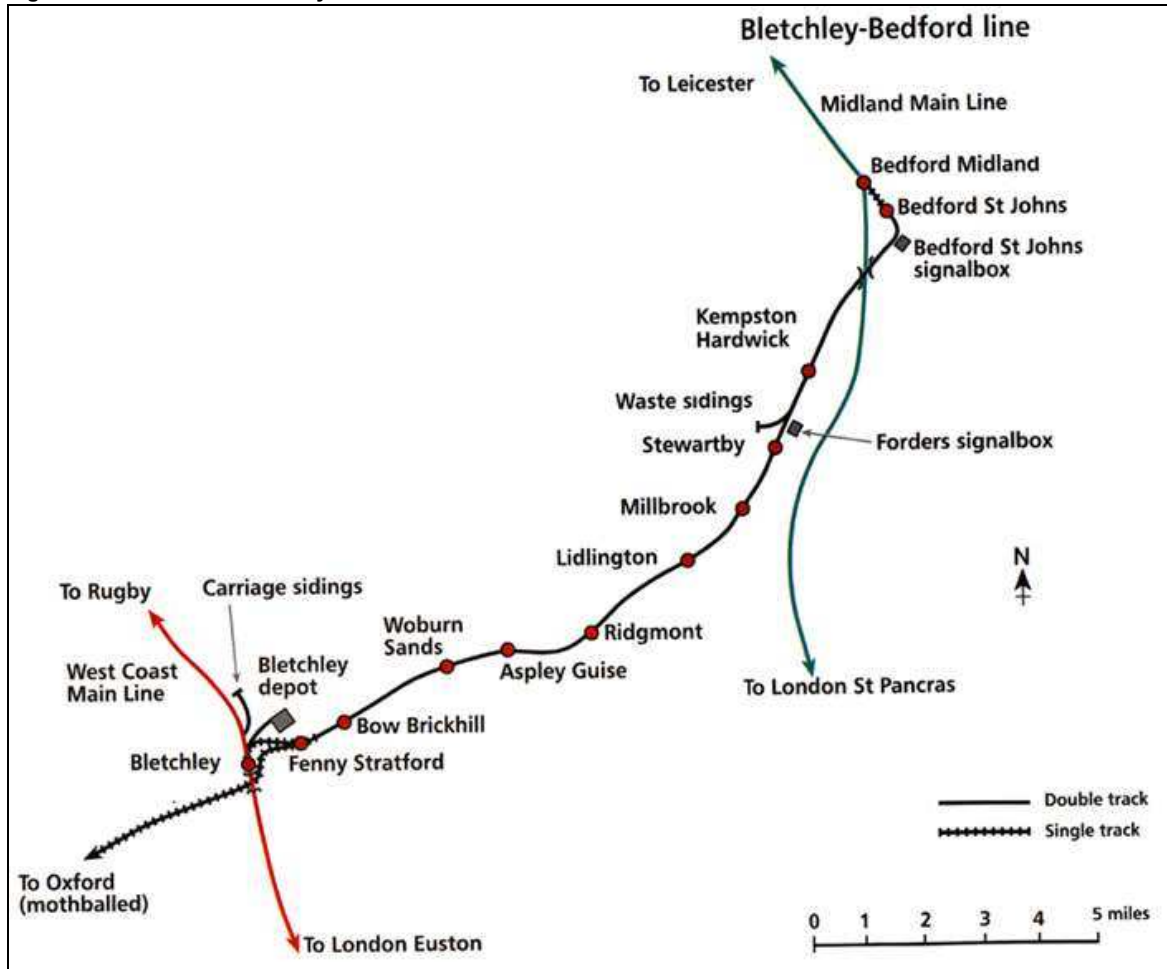 Bletchley-Bedford line
To Leicester
Midland Main Line
Bedford Midland
Bedford St Johns
Bedford St Johns
signalbox
Kempston
Hardwick
Waste sidings
Stewartby
Forders signalbox
Millbrook
Lidlington
N
To Rugby
Carriage sidings
Woburn
Sands
Ridgmont
West Coast
Main Line
Bletchley
depot
Aspley Guise
To London St Pancras
Bow Brickhill
Bletchley
Fenny Stratford
Double track
Single track
To Oxford
(mothballed)
0 1 2 3 4 5 miles
To London Euston